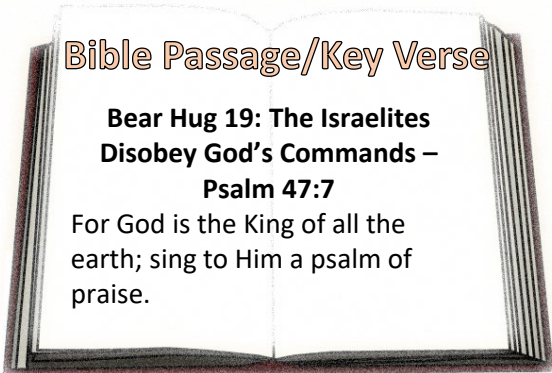 Bible Passage/Key Verse
Bear Hug 19: The Israelites
Disobey God’s Commands –
Psalm 47:7
For God is the King of all the
earth; sing to Him a psalm of
praise.